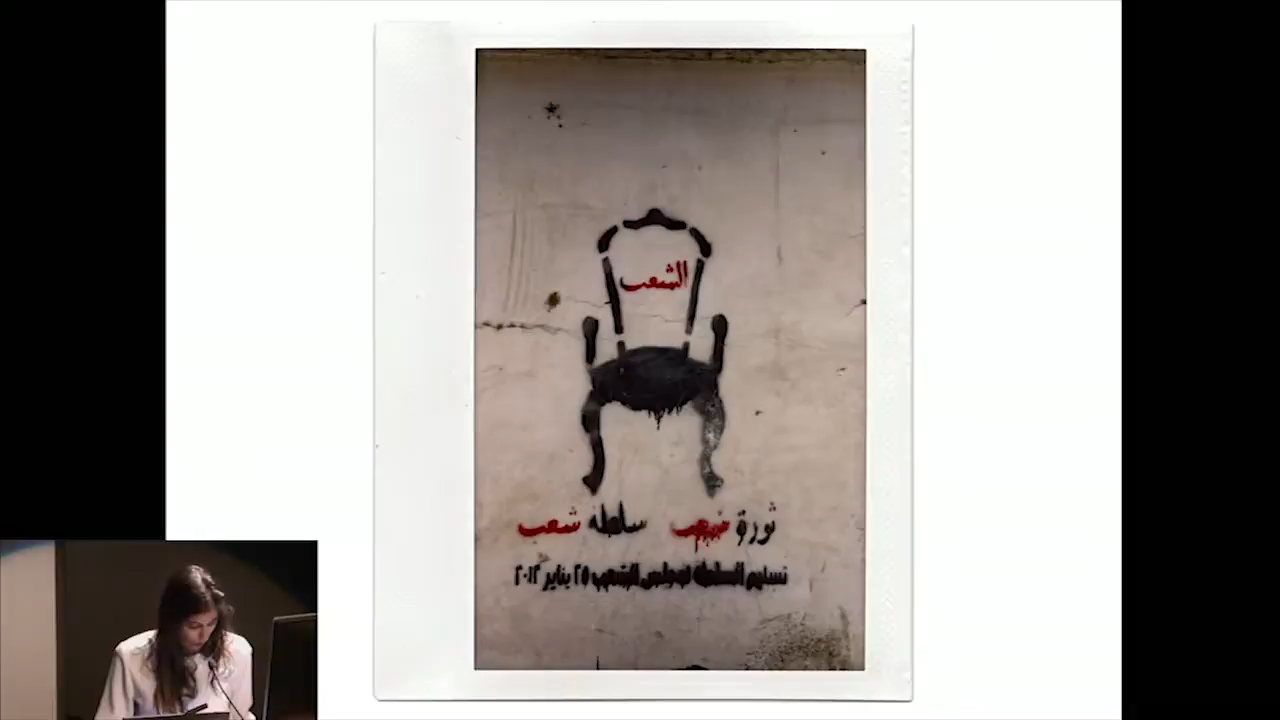 الشعب
ثورة شعب سلطة شعب
تسليم السلطة لمجلس الشعب ٢٥ يناير ٢٠١٢